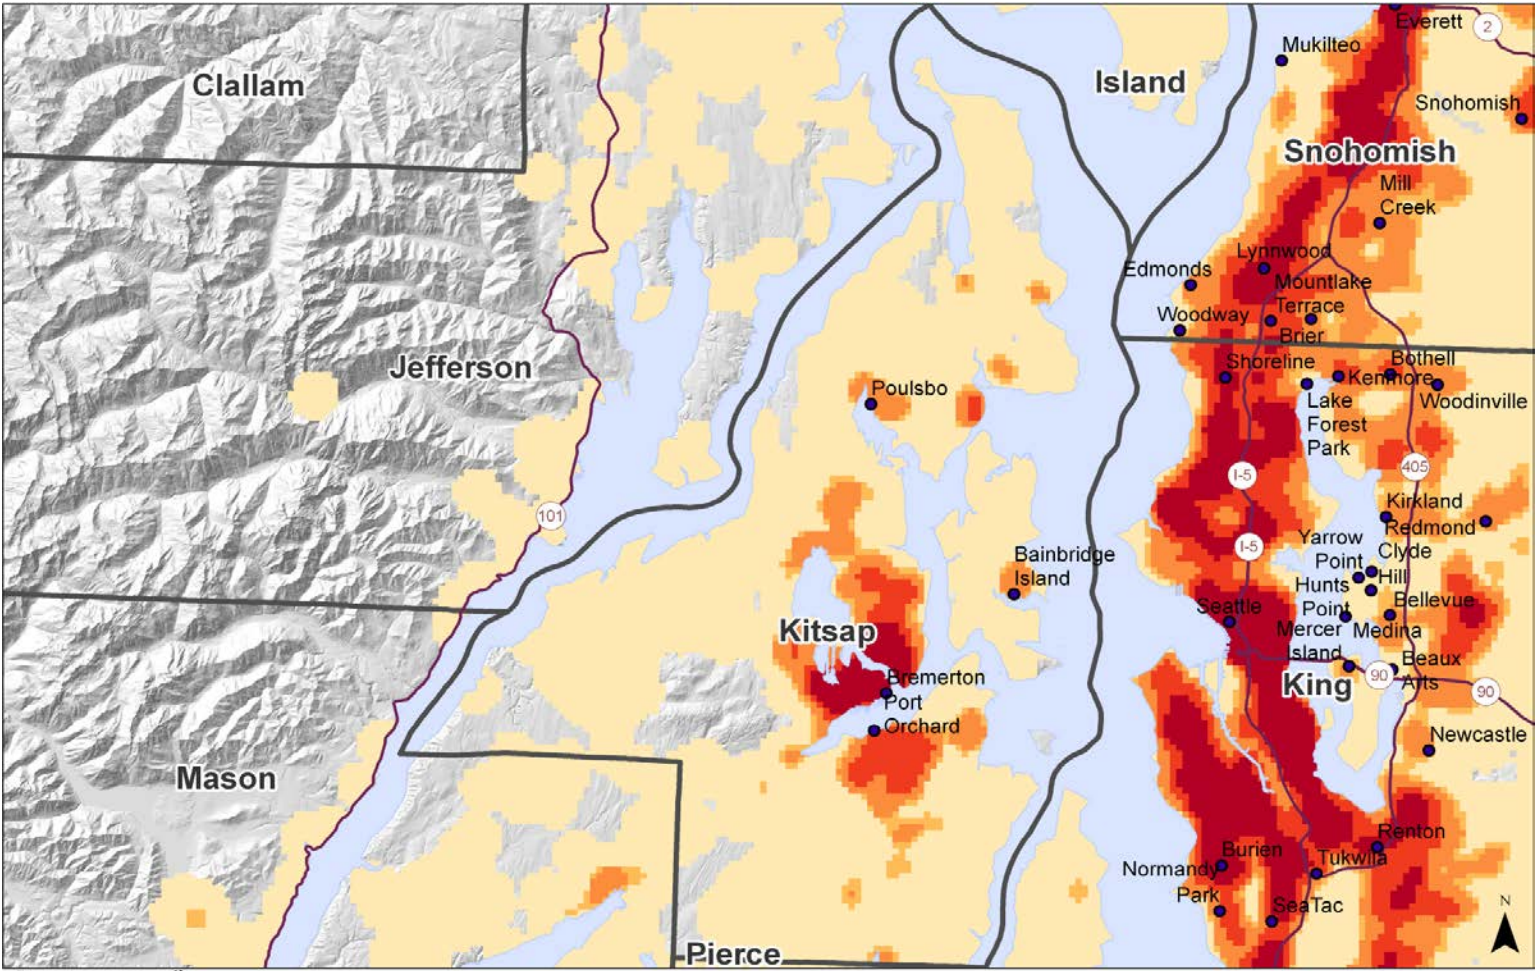 Everett
2
Mukilteo
Clallam
Island
Snohomish
Snohomish
Mill
Creek
Lynnwood
Edmonds
Mountlake
Terrace
Woodway
Brier
Shoreline
Bothell
Jefferson
Kenmore
Poulsbo
Lake
Forest
Park
Woodinville
I-5
405
101
Kirkland
Redmond
I-5
Yarrow
Point
Clyde
Hill
Bainbridge
Island
Hunts
Point
Seattle
Bellevue
Kitsap
Mercer
Island
Medina
Beaux
Arts
Bremerton
King
90
90
Port
Orchard
Newcastle
Mason
Renton
Burien
Tukwila
Normandy
Park
SeaTac
N
Pierce